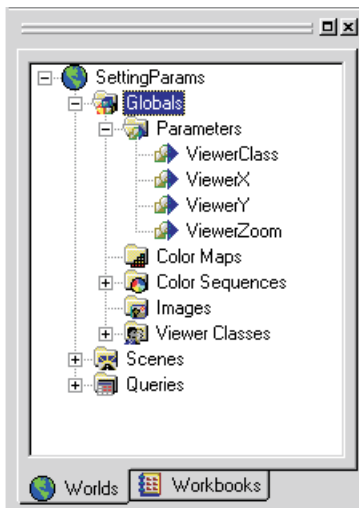 SettingParams
Globals
Parameters
ViewerClass
ViewerX
ViewerY
ViewerZoom
Color Maps
Color Sequences
Images
Viewer Classes
Scenes
Queries
Worlds Workbooks